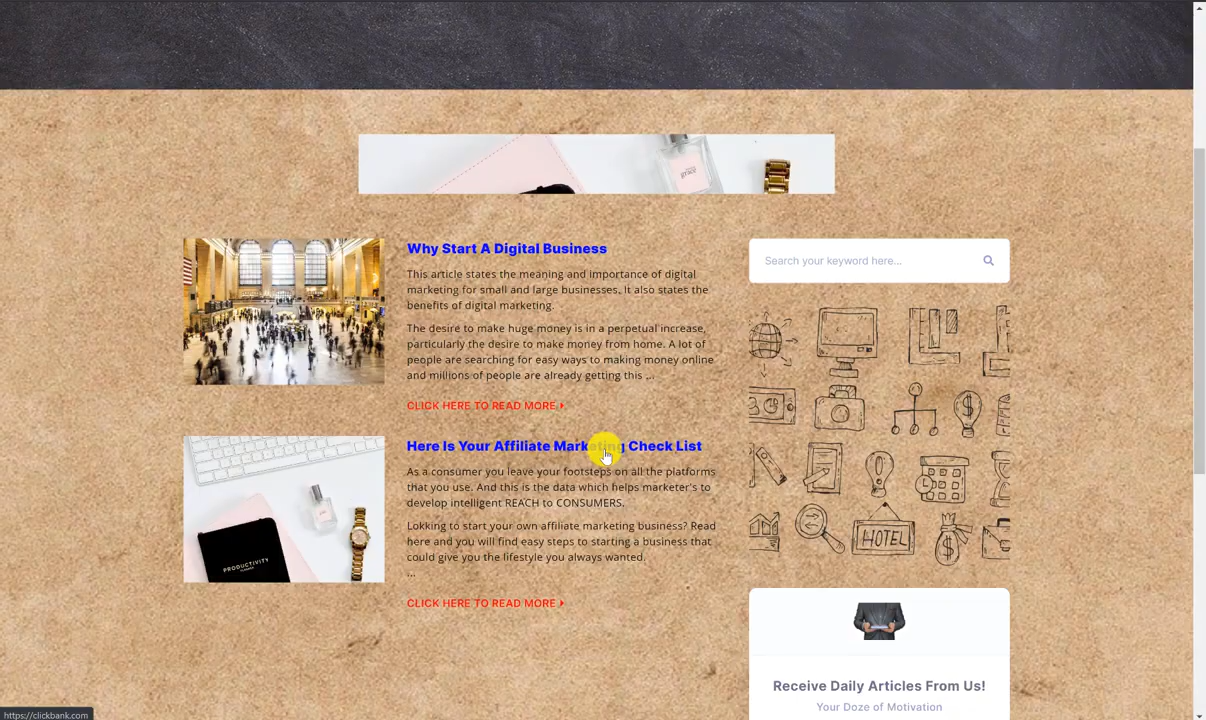 grace
Why Start A Digital Business
This article states the meaning and importance of digital
marketing for small and large businesses. It also states the
benefits of digital marketing.
The desire to make huge money is in a perpetual increase,
particularly the desire to make money from home. A lot of
people are searching for easy ways to making money online
and millions of people are already getting this ...
CLICK HERE TO READ MORE
Here Is Your Affiliate Marketing Check List
As a consumer you leave your footsteps on all the platforms
that you use. And this is the data which helps marketer's to
develop intelligent REACH to CONSUMERS.
Lokking to start your own affiliate marketing business? Read
here and you will find easy steps to starting a business that
could give you the lifestyle you always wanted.
...
CLICK HERE TO READ MORE
PRODUCTIVITY
PLANNER
Search your keyword here...
HOTEL
Receive Daily Articles From Us!
Your Doze of Motivation
https://clickbank.com